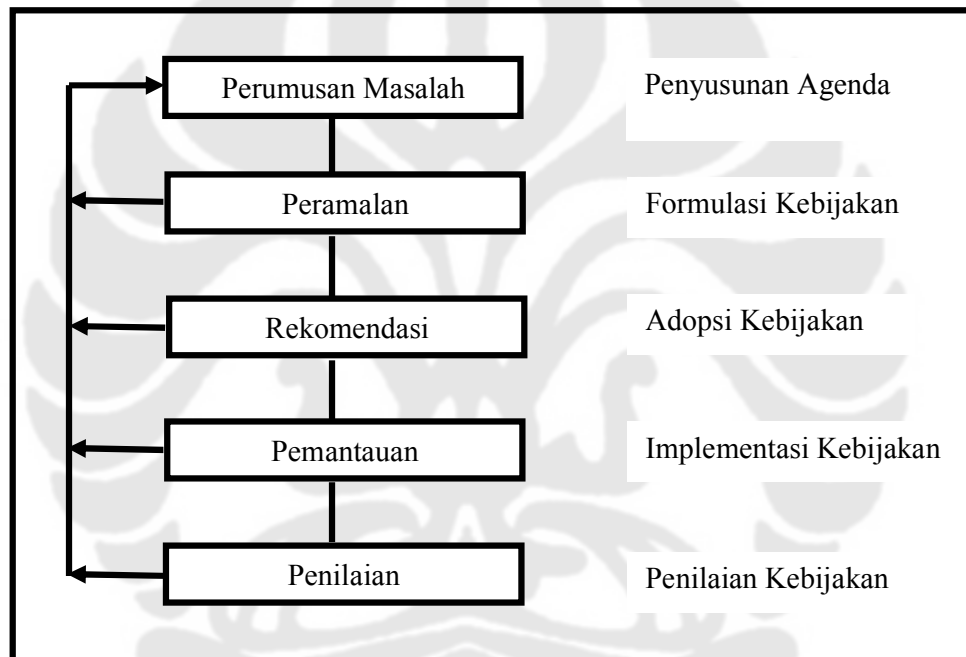 Perumusan Masalah
Penyusunan Agenda
Peramalan
Formulasi Kebijakan
Rekomendasi
Adopsi Kebijakan
Pemantauan
Implementasi Kebijakan
Penilaian
Penilaian Kebijakan